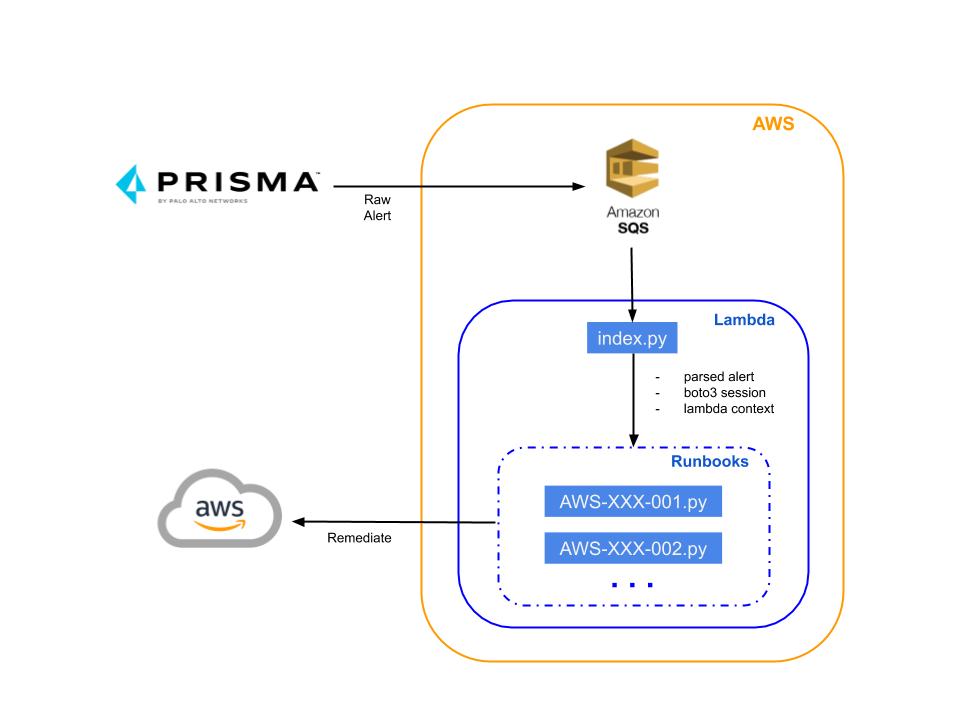 AWS
PRISMA™
BY PALO ALTO NETWORKS
Raw
Alert
Amazon
SQS
Lambda
index.py
- parsed alert
- boto3 session
- lambda context
Runbooks
AWS-XXX-001.py
aws
AWS-XXX-002.py
Remediate
. . .